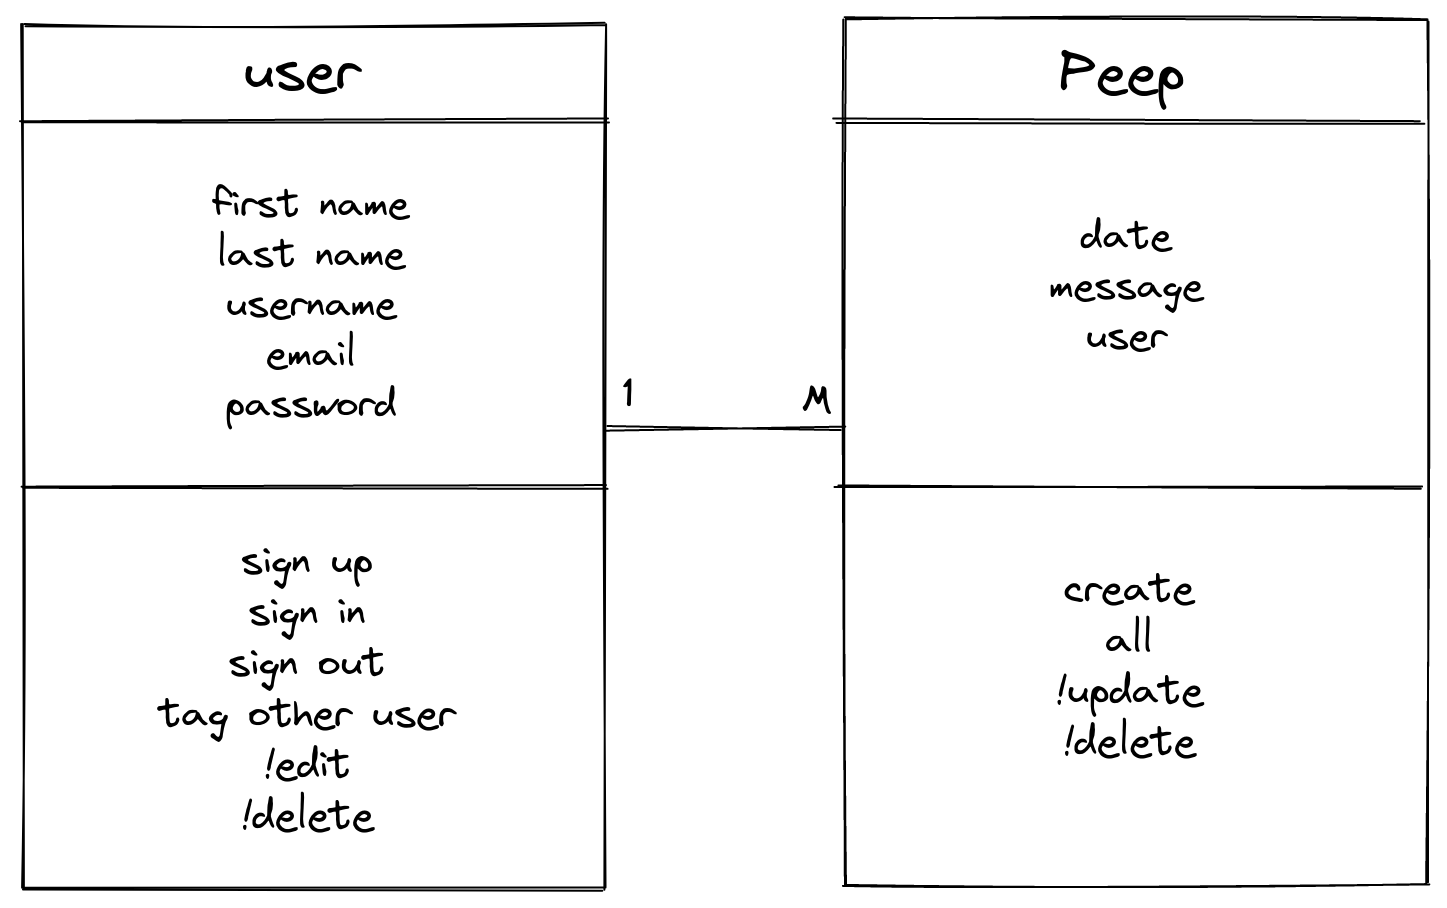 user
first name
last name
username
email
password
sign up
sign in
sign out
tag other user
!edit
!delete
1
M
Peep
date
message
user
create
all
!update
!delete